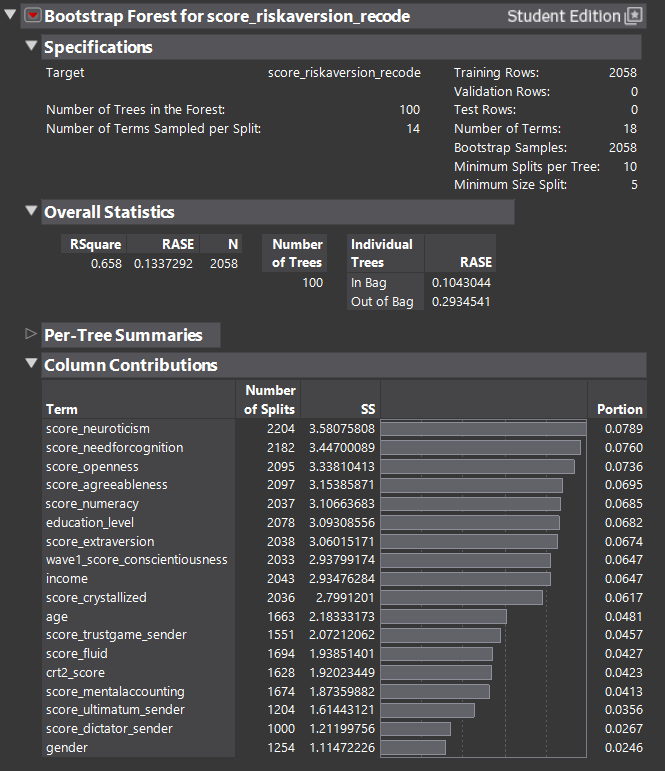 Bootstrap Forest for score_riskaversion_recode Student Edition
Specifications
Target score_riskaversion_recode Training Rows: 2058
Validation Rows: 0
Number of Trees in the Forest: 100 Test Rows: 0
Number of Terms Sampled per Split: 14 Number of Terms: 18
Bootstrap Samples: 2058
Minimum Splits per Tree: 10
Minimum Size Split: 5
Overall Statistics
RSquare RASE N
0.658 0.1337292 2058
Number
of Trees
100
Individual
Trees RASE
In Bag 0.1043044
Out of Bag 0.2934541
Per-Tree Summaries
Column Contributions
Number
Term of Splits SS Portion
score_neuroticism 2204 3.58075808 0.0789
score_needforcognition 2182 3.44700089 0.0760
score_openness 2095 3.33810413 0.0736
score_agreeableness 2097 3.15385871 0.0695
score_numeracy 2037 3.10663683 0.0685
education_level 2078 3.09308556 0.0682
score_extraversion 2038 3.06015171 0.0674
wave1_score_conscientiousness 2033 2.93799174 0.0647
income 2043 2.93476284 0.0647
score_crystallized 2036 2.7991201 0.0617
age 1663 2.18333173 0.0481
score_trustgame_sender 1551 2.07212062 0.0457
score_fluid 1694 1.93851401 0.0427
crt2_score 1628 1.92023449 0.0423
score_mentalaccounting 1674 1.87359882 0.0413
score_ultimatum_sender 1204 1.61443121 0.0356
score_dictator_sender 1000 1.21199756 0.0267
gender 1254 1.11472226 0.0246